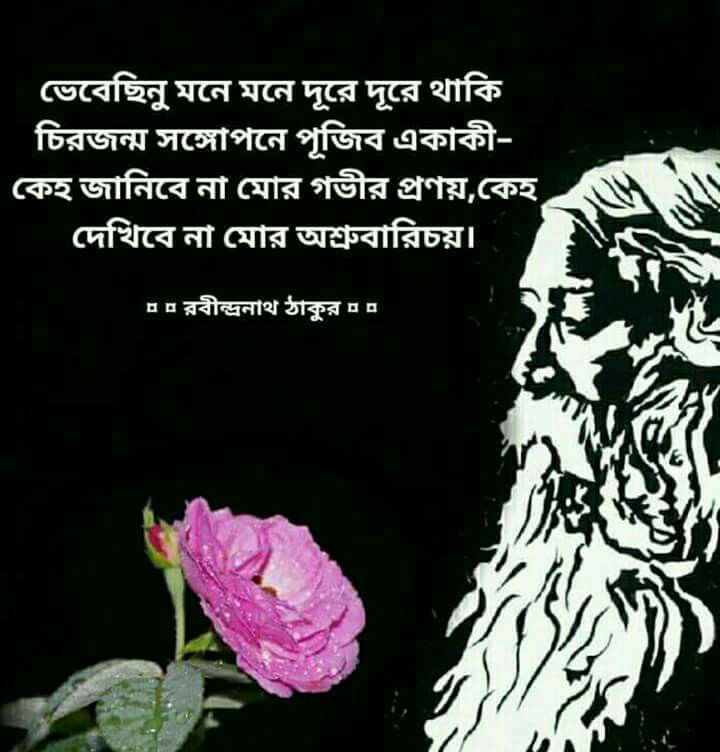 ভেবেছিনু মনে মনে দূরে দূরে থাকি
চিরজন্ম সঙ্গোপনে পূজিব একাকী-
কেহ জানিবে না মোর গভীর প্রণয়,কেহ
দেখিবে না মোর অশ্রুবারিচয়।
¤ ¤ রবীন্দ্রনাথ ঠাকুর ¤ ¤